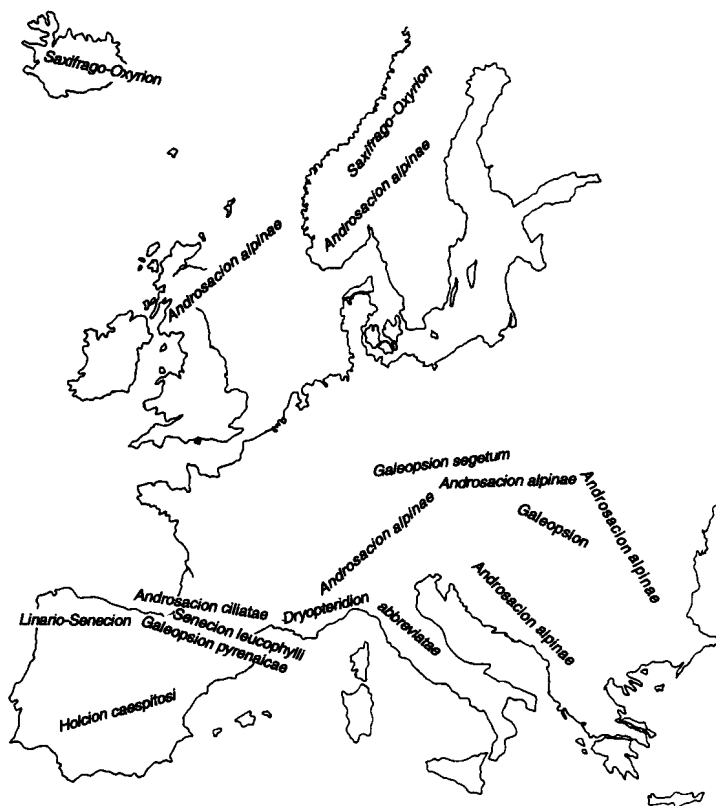 Saxifrago-Oxyrion
Saxifrago-Oxyrion
Androsacion alpinae
Androsacion alpinae
Galeopsion segetum
Androsacion alpinae
Androsacion alpinae
Androsacion alpinae
Galeopsion
Androsacion alpinae
Androsacion ciliatae
Dryopteridion abbreviatae
Linario-Senecion
Senecion leucophylli
Galeopsion pyrenaicae
Holcion caespitosi